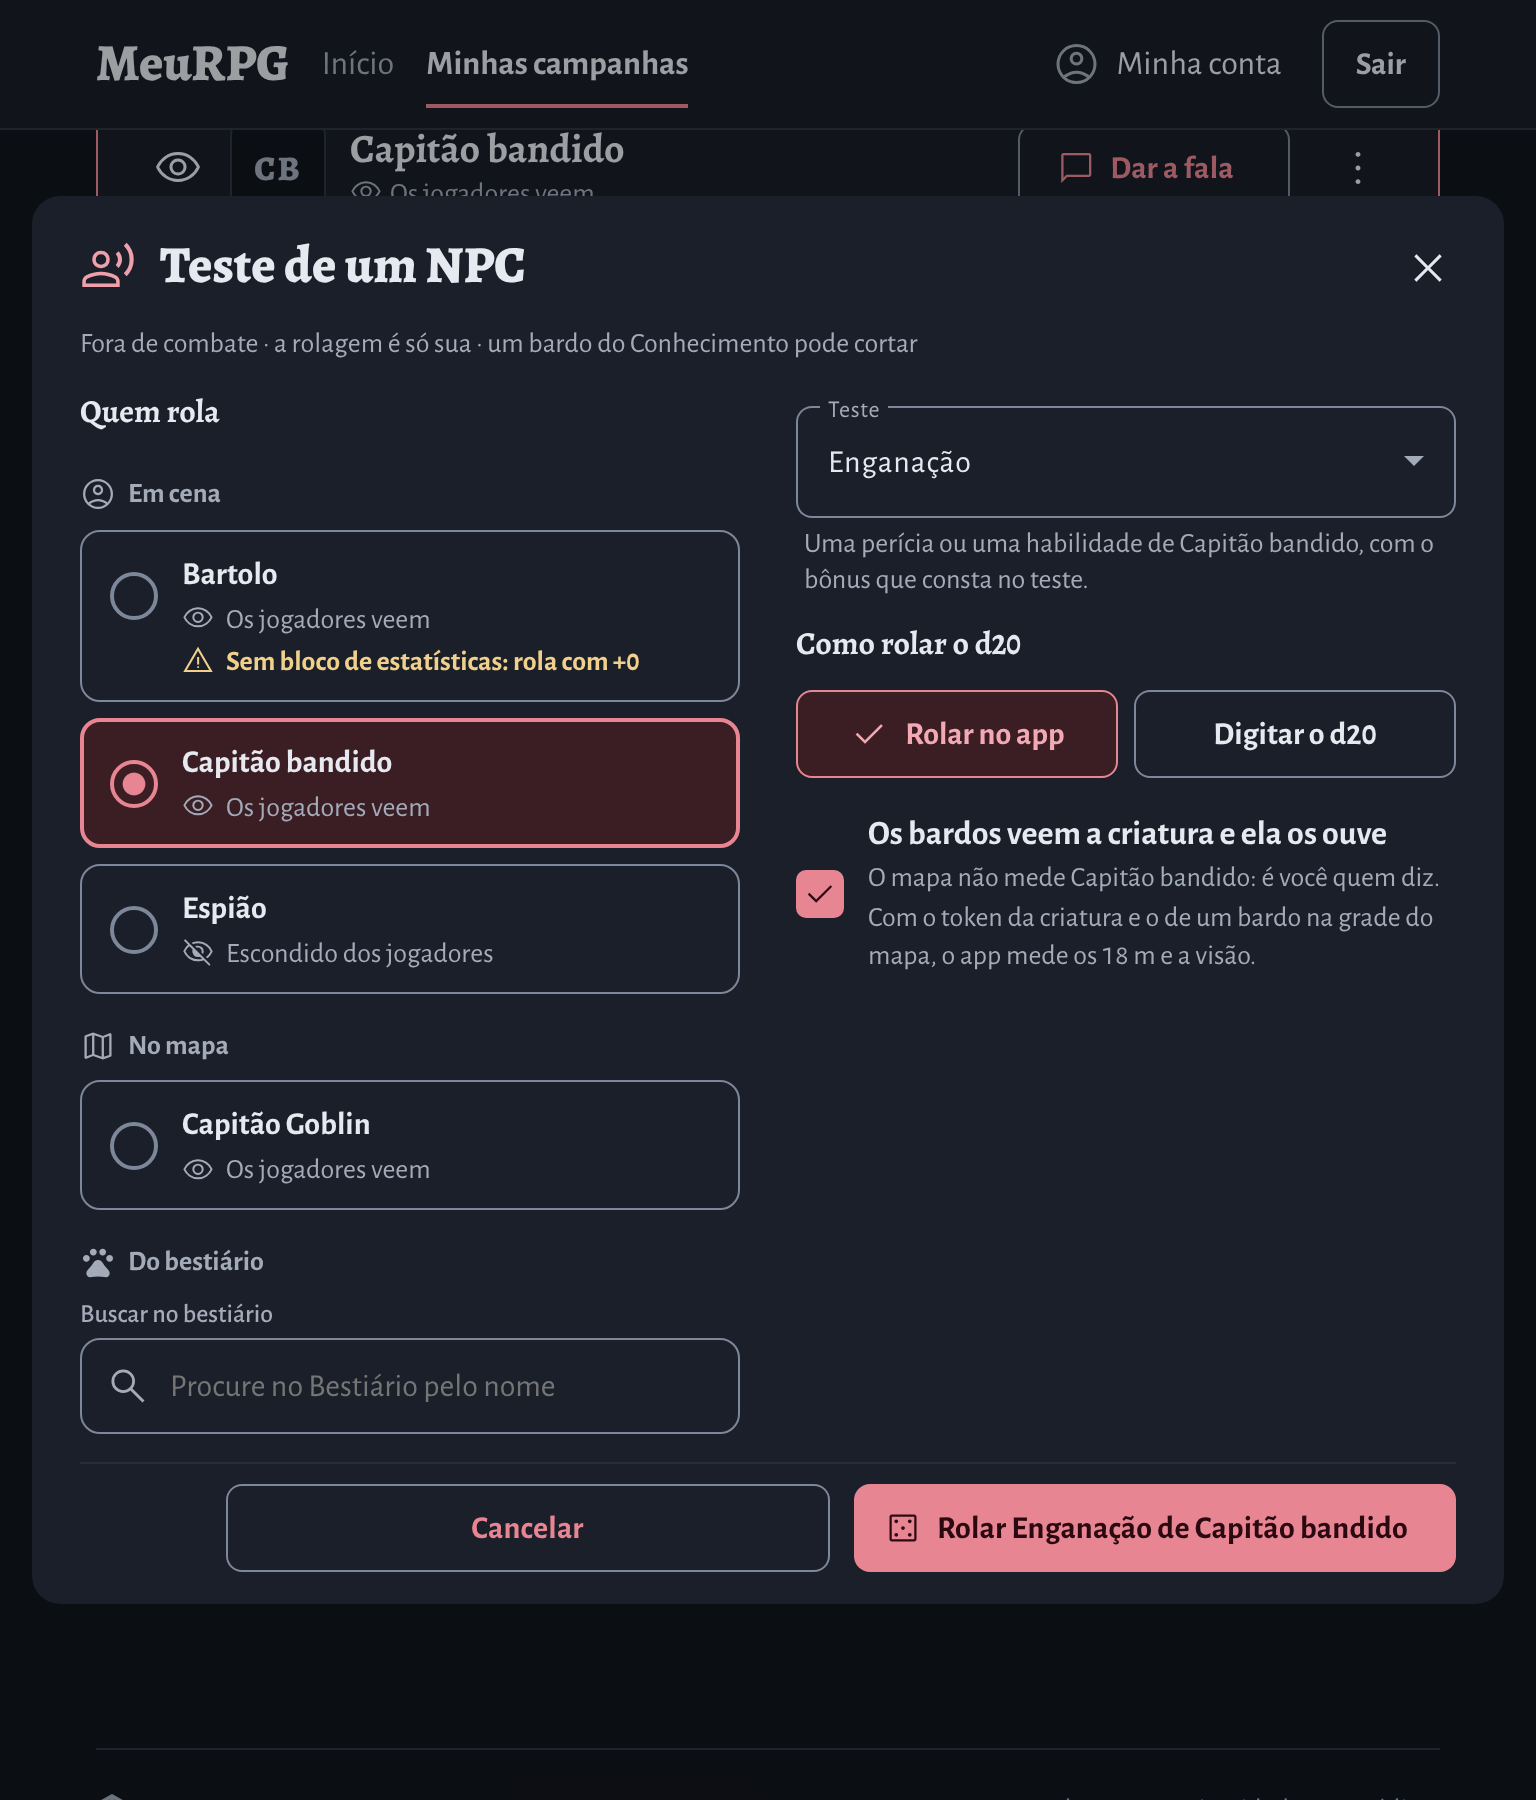 MeuRPG
Início
Minhas campanhas
Minha conta
Sair
CB
Capitão bandido
Os jogadores veem
Dar a fala
Teste de um NPC
Fora de combate · a rolagem é só sua · um bardo do Conhecimento pode cortar
Quem rola
Em cena
Bartolo
Os jogadores veem
Sem bloco de estatísticas: rola com +0
Capitão bandido
Os jogadores veem
Espião
Escondido dos jogadores
No mapa
Capitão Goblin
Os jogadores veem
Do bestiário
Buscar no bestiário
Procure no Bestiário pelo nome
Teste
Enganação
Uma perícia ou uma habilidade de Capitão bandido, com o
bônus que consta no teste.
Como rolar o d20
Rolar no app
Digitar o d20
Os bardos veem a criatura e ela os ouve
O mapa não mede Capitão bandido: é você quem diz.
Com o token da criatura e o de um bardo na grade do
mapa, o app mede os 18 m e a visão.
Cancelar
Rolar Enganação de Capitão bandido